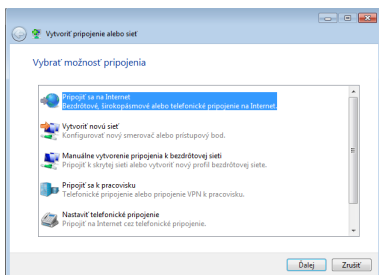 Vytvoriť pripojenie alebo sieť
Vybrať možnosť pripojenia
Pripojiť sa na Internet
Bezdrôtové, širokopásmové alebo telefonické pripojenie na Internet.
Vytvoriť novú sieť
Konfigurovať nový smerovač alebo prístupový bod.
Manuálne vytvorenie pripojenia k bezdrôtovej sieti
Pripojiť k skrytej sieti alebo vytvoriť nový profil bezdrôtovej siete.
Pripojiť sa k pracovisku
Telefonické pripojenie alebo pripojenie VPN k pracovisku.
Nastaviť telefonické pripojenie
Pripojiť na Internet cez telefonické pripojenie.
Ďalej
Zrušiť